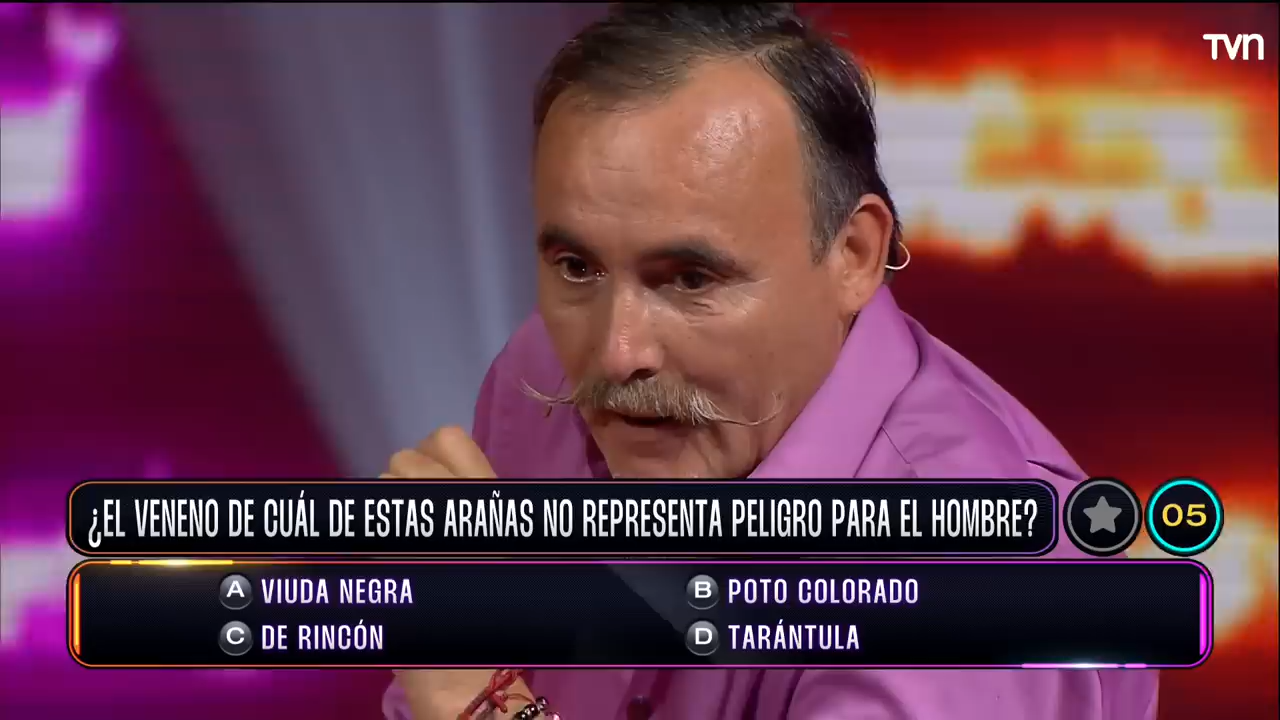 TVN
¿EL VENENO DE CUÁL DE ESTAS ARAÑAS NO REPRESENTA PELIGRO PARA EL HOMBRE?
05
A VIUDA NEGRA
B POTO COLORADO
C DE RINCÓN
D TARÁNTULA